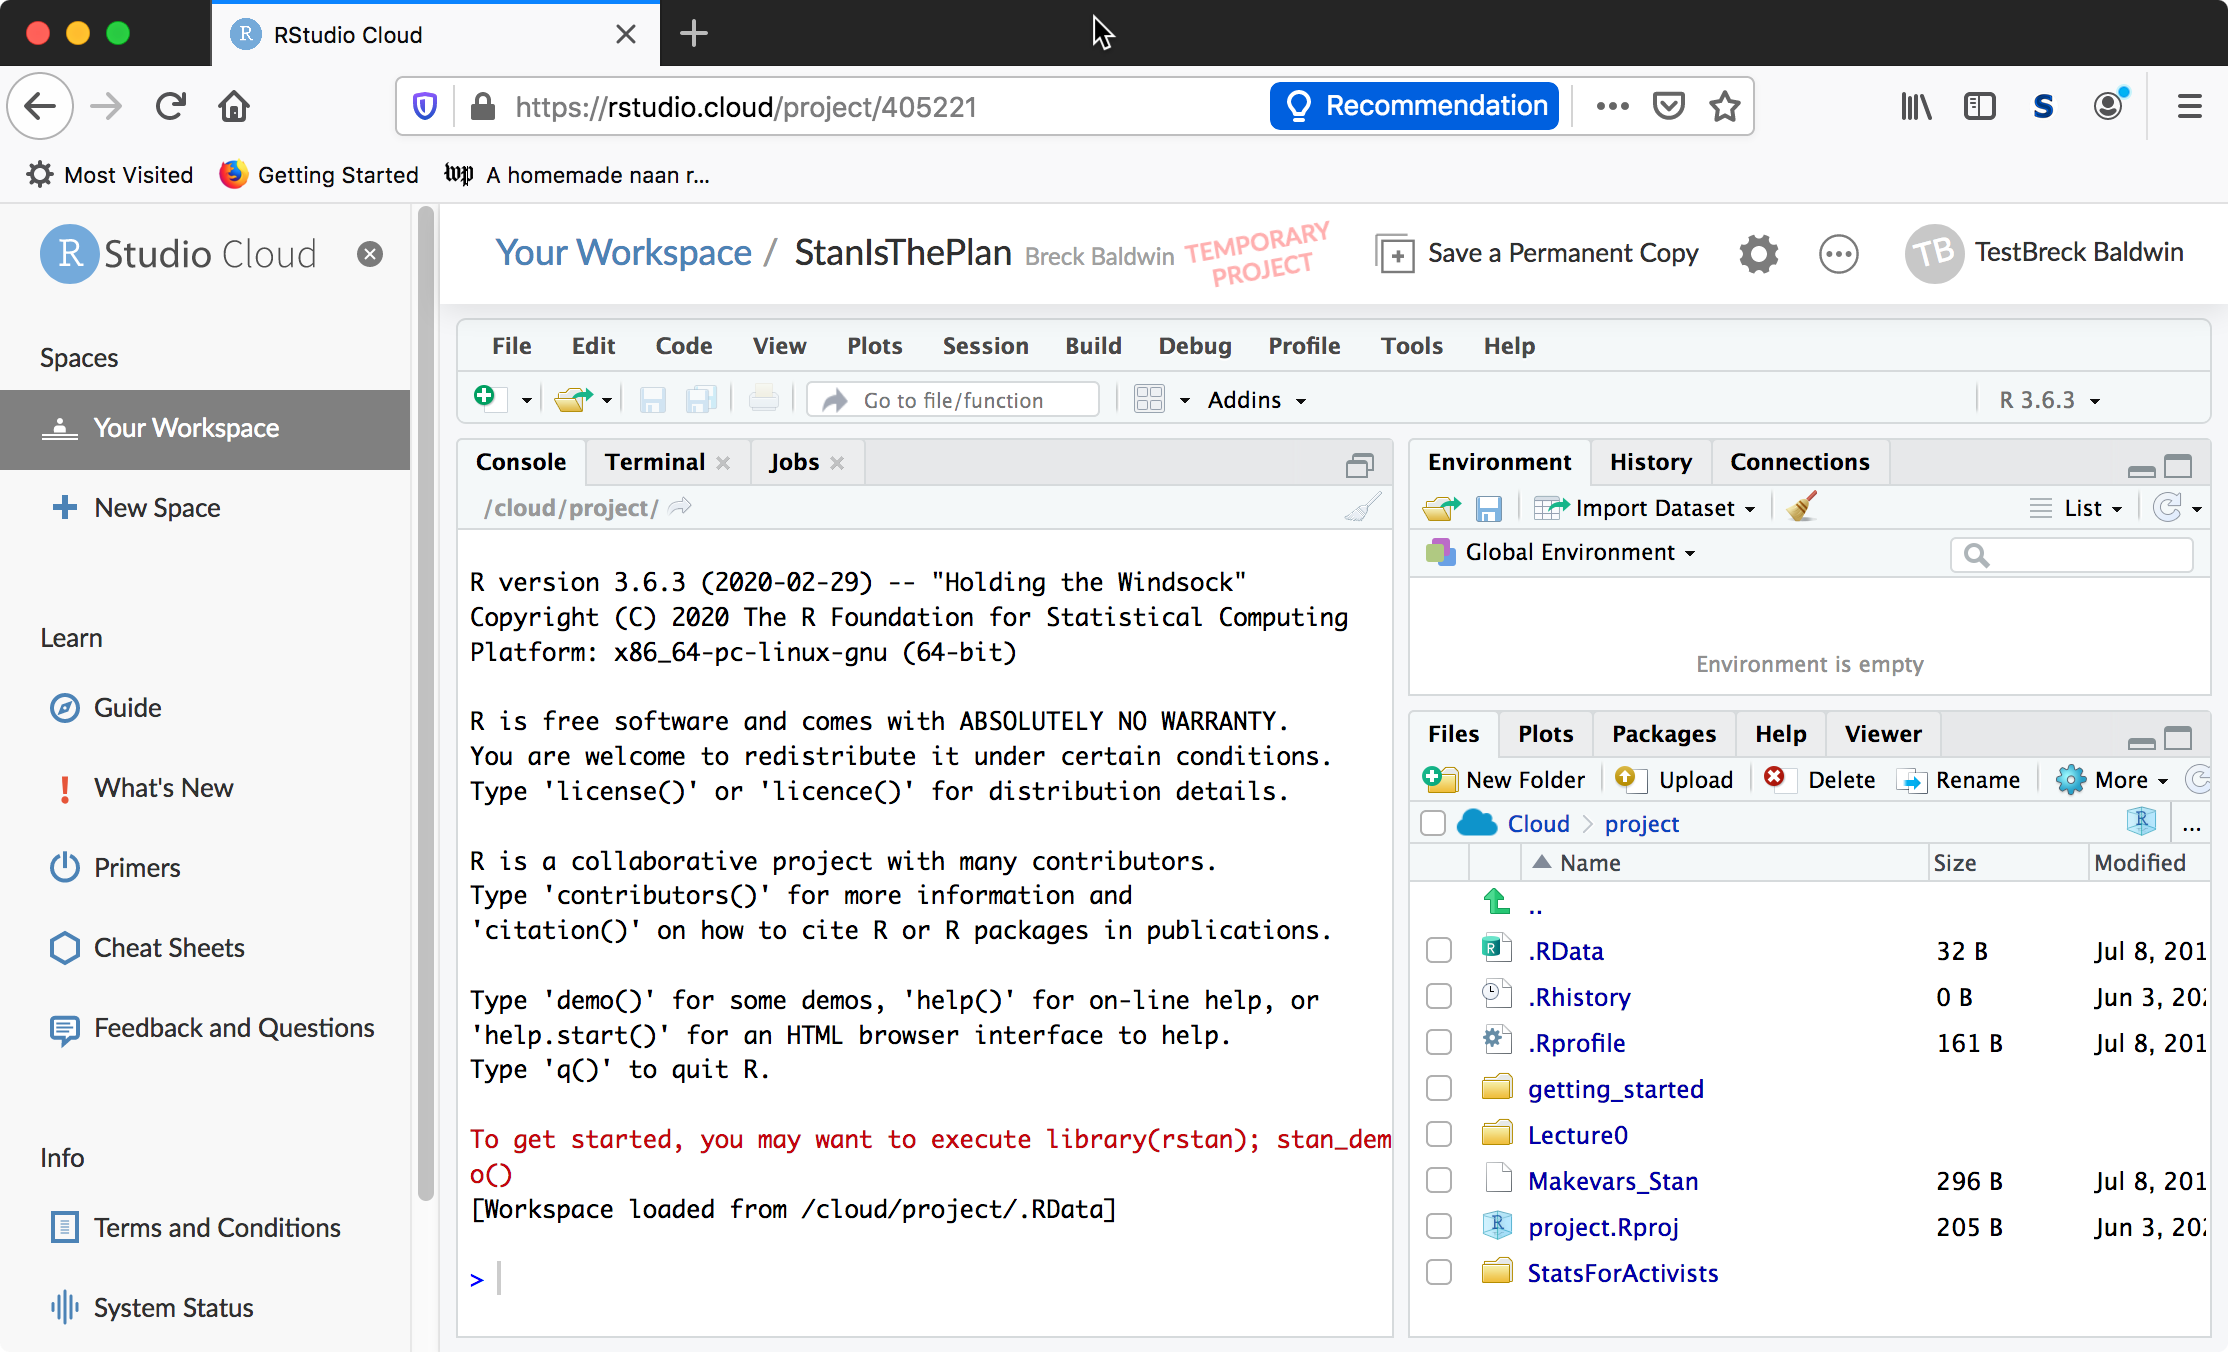 RStudio Cloud
https://rstudio.cloud/project/405221
Recommendation
S
Most Visited
Getting Started
wp A homemade naan r...
R Studio Cloud
Your Workspace / StanIsThePlan Breck Baldwin
TEMPORARY
PROJECT
Save a Permanent Copy
TB TestBreck Baldwin
Spaces
Your Workspace
New Space
Learn
Guide
What's New
Primers
Cheat Sheets
Feedback and Questions
Info
Terms and Conditions
System Status
File Edit Code View Plots Session Build Debug Profile Tools Help
Go to file/function
Addins
R 3.6.3
Console Terminal Jobs
/cloud/project/
R version 3.6.3 (2020-02-29) -- "Holding the Windsock"
Copyright (C) 2020 The R Foundation for Statistical Computing
Platform: x86_64-pc-linux-gnu (64-bit)
R is free software and comes with ABSOLUTELY NO WARRANTY.
You are welcome to redistribute it under certain conditions.
Type 'license()' or 'licence()' for distribution details.
R is a collaborative project with many contributors.
Type 'contributors()' for more information and
'citation()' on how to cite R or R packages in publications.
Type 'demo()' for some demos, 'help()' for on-line help, or
'help.start()' for an HTML browser interface to help.
Type 'q()' to quit R.
To get started, you may want to execute library(rstan); stan_dem
o()
[Workspace loaded from /cloud/project/.RData]
>
Environment History Connections
Import Dataset
List
Global Environment
Environment is empty
Files Plots Packages Help Viewer
New Folder Upload Delete Rename More
Cloud > project ...
Name Size Modified
..
.RData 32 B Jul 8, 201
.Rhistory 0 B Jun 3, 202
.Rprofile 161 B Jul 8, 201
getting_started
Lecture0
Makevars_Stan 296 B Jul 8, 201
project.Rproj 205 B Jun 3, 202
StatsForActivists